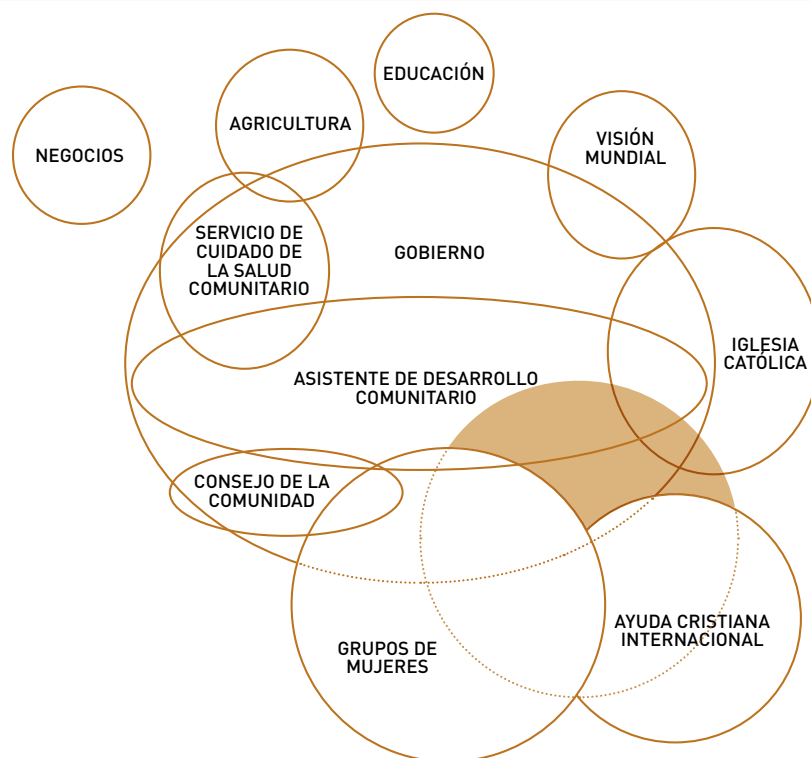 EDUCACIÓN
AGRICULTURA
NEGOCIOS
VISIÓN
MUNDIAL
SERVICIO DE
CUIDADO DE
LA SALUD
COMUNITARIO
GOBIERNO
IGLESIA
CATÓLICA
ASISTENTE DE DESARROLLO
COMUNITARIO
CONSEJO DE LA
COMUNIDAD
GRUPOS DE
MUJERES
AYUDA CRISTIANA
INTERNACIONAL